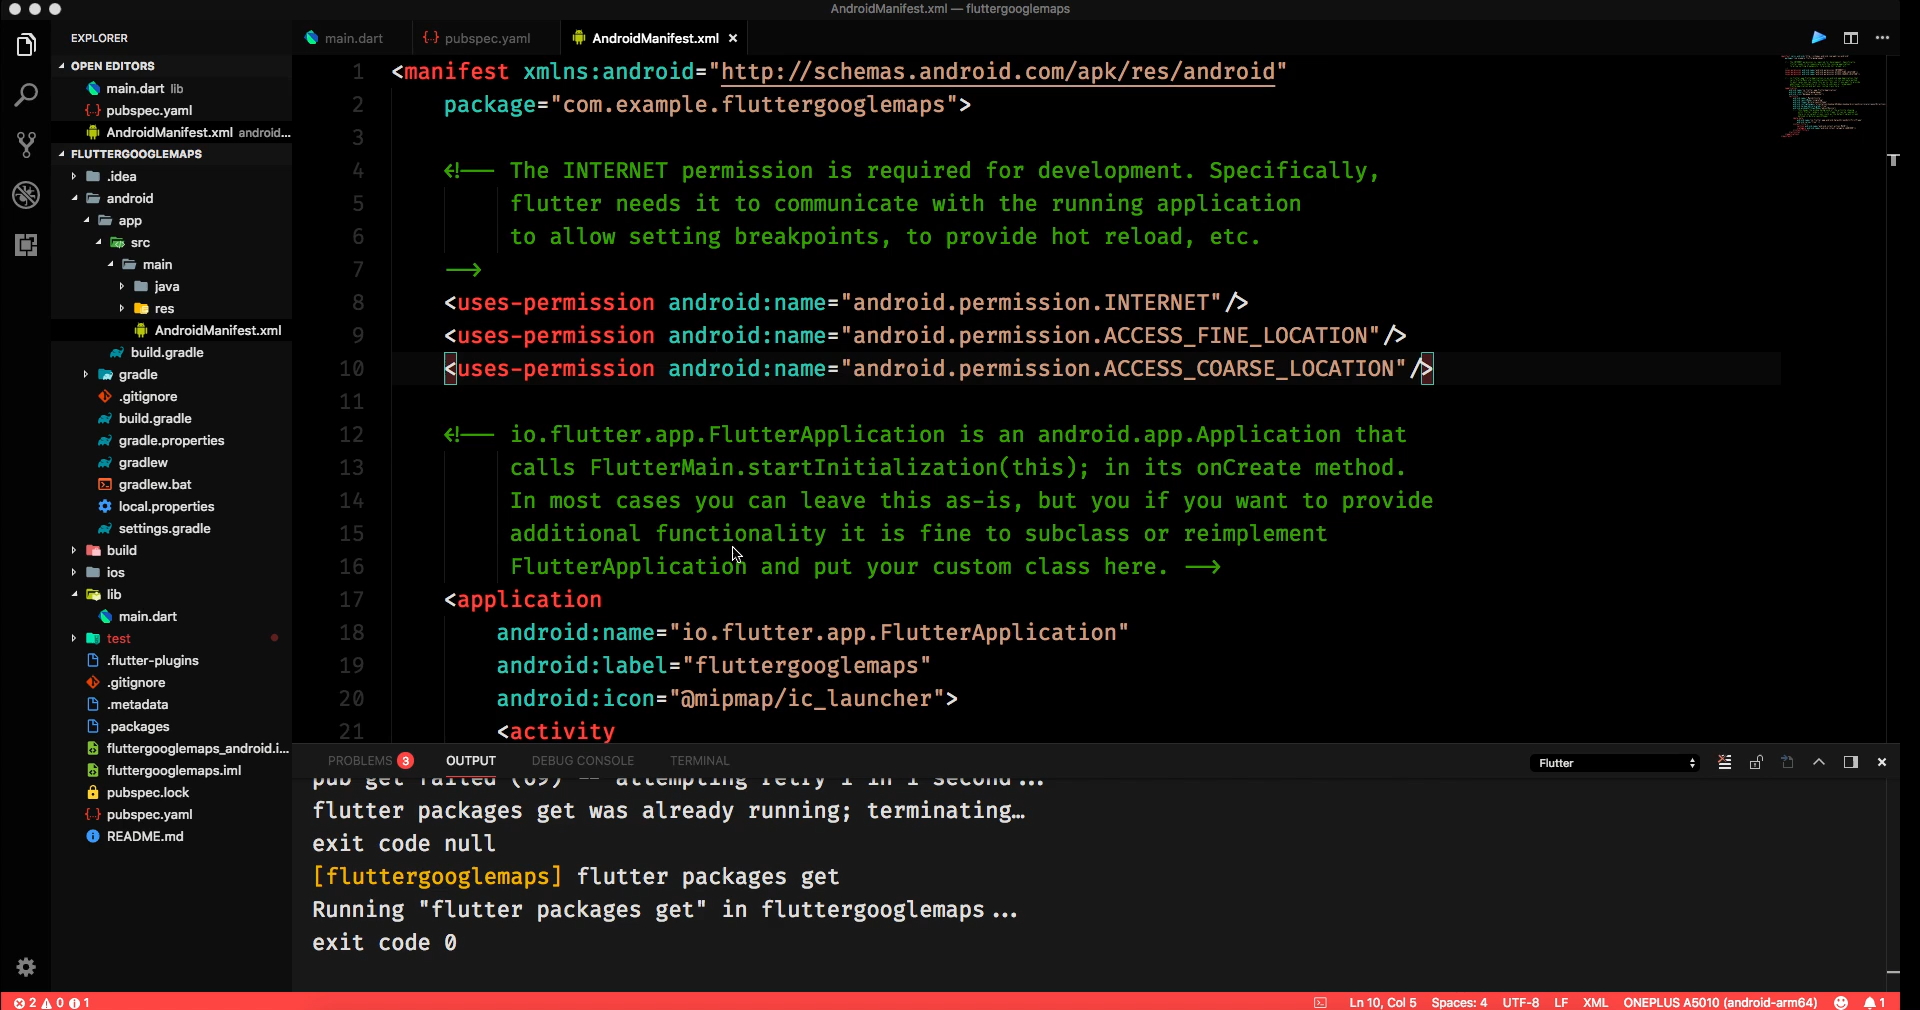 AndroidManifest.xml — fluttergooglemaps
EXPLORER
OPEN EDITORS
main.dart lib
pubspec.yaml
AndroidManifest.xml android...
FLUTTERGOOGLEMAPS
.idea
android
app
src
main
java
res
AndroidManifest.xml
build.gradle
gradle
.gitignore
build.gradle
gradle.properties
gradlew
gradlew.bat
local.properties
settings.gradle
build
ios
lib
main.dart
test
.flutter-plugins
.gitignore
.metadata
.packages
fluttergooglemaps_android.i...
fluttergooglemaps.iml
pubspec.lock
pubspec.yaml
README.md
main.dart
pubspec.yaml
AndroidManifest.xml
1 <manifest xmlns:android="http://schemas.android.com/apk/res/android"
2 package="com.example.fluttergooglemaps">
3
4 <!-- The INTERNET permission is required for development. Specifically,
5 flutter needs it to communicate with the running application
6 to allow setting breakpoints, to provide hot reload, etc.
7 -->
8 <uses-permission android:name="android.permission.INTERNET"/>
9 <uses-permission android:name="android.permission.ACCESS_FINE_LOCATION"/>
10 <uses-permission android:name="android.permission.ACCESS_COARSE_LOCATION"/>
11
12 <!-- io.flutter.app.FlutterApplication is an android.app.Application that
13 calls FlutterMain.startInitialization(this); in its onCreate method.
14 In most cases you can leave this as-is, but you if you want to provide
15 additional functionality it is fine to subclass or reimplement
16 FlutterApplication and put your custom class here. -->
17 <application
18 android:name="io.flutter.app.FlutterApplication"
19 android:label="fluttergooglemaps"
20 android:icon="@mipmap/ic_launcher">
21 <activity
PROBLEMS 3 OUTPUT DEBUG CONSOLE TERMINAL Flutter
pub get failed (69) -- attempting retry 1 in 1 second...
flutter packages get was already running; terminating...
exit code null
[fluttergooglemaps] flutter packages get
Running "flutter packages get" in fluttergooglemaps...
exit code 0
2 0 1 Ln 10, Col 5 Spaces: 4 UTF-8 LF XML ONEPLUS A5010 (android-arm64) 1